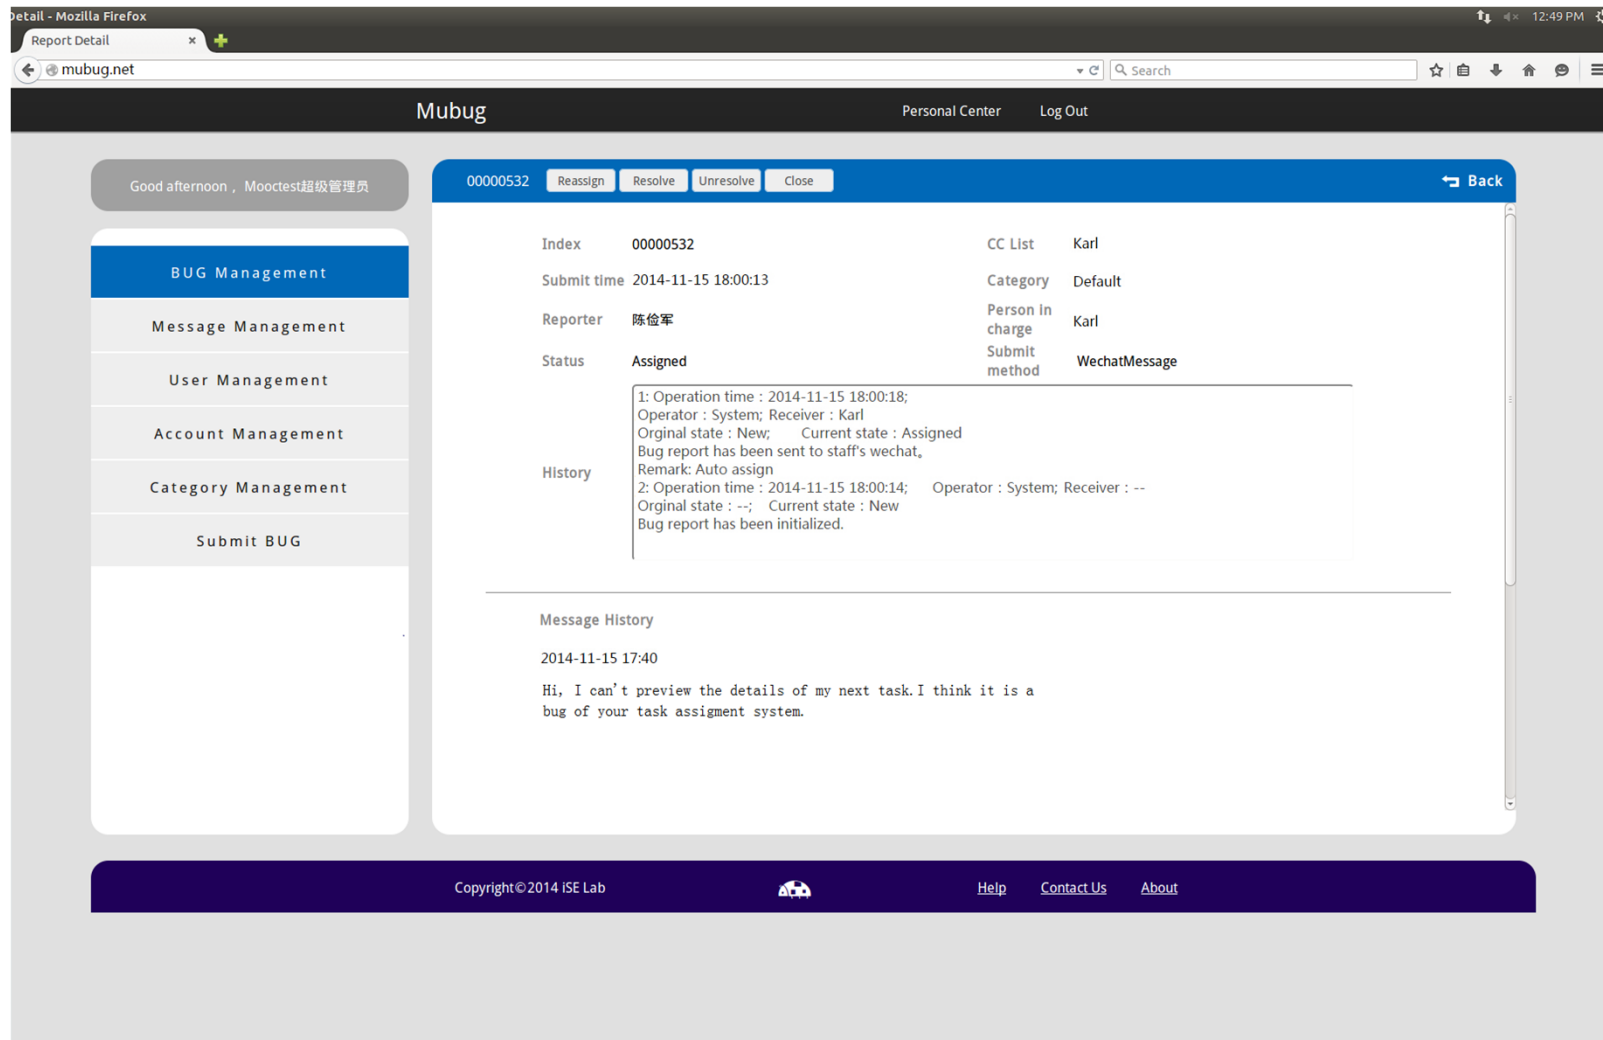 Detail - Mozilla Firefox
12:49 PM
Report Detail
mubug.net
Search
Mubug
Personal Center
Log Out
Good afternoon， Mooctest超级管理员
BUG Management
Message Management
User Management
Account Management
Category Management
Submit BUG
00000532
Reassign
Resolve
Unresolve
Close
Back
Index 00000532
CC List Karl
Submit time 2014-11-15 18:00:13
Category Default
Reporter 陈俭军
Person in
charge
Karl
Status Assigned
Submit
method
WechatMessage
History
1: Operation time : 2014-11-15 18:00:18;
Operator : System; Receiver : Karl
Orginal state : New; Current state : Assigned
Bug report has been sent to staff's wechat。
Remark: Auto assign
2: Operation time : 2014-11-15 18:00:14; Operator : System; Receiver : --
Orginal state : --; Current state : New
Bug report has been initialized.
Message History
2014-11-15 17:40
Hi, I can't preview the details of my next task.I think it is a
bug of your task assigment system.
Copyright©2014 iSE Lab
Help
Contact Us
About